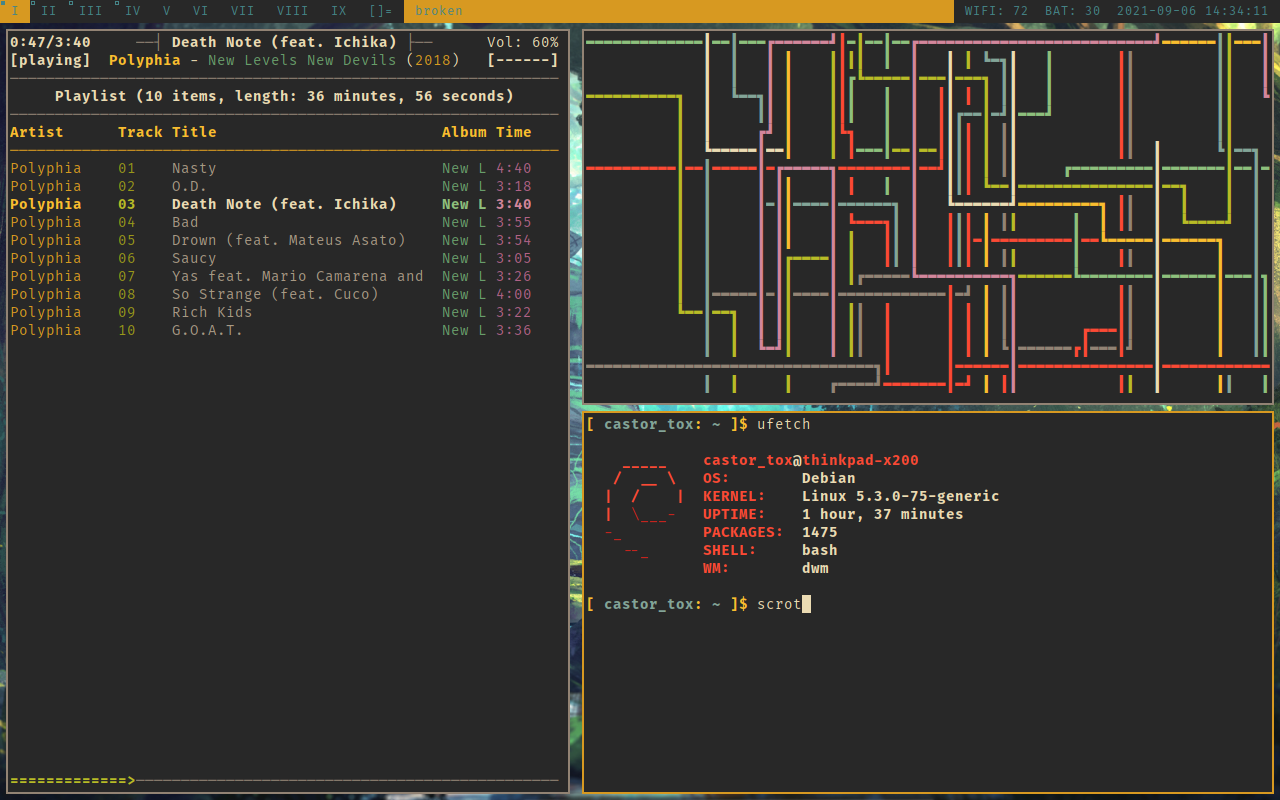 I II III IV V VI VII VIII IX []= broken WIFI: 72 BAT: 30 2021-09-06 14:34:11
0:47/3:40 ──┤ Death Note (feat. Ichika) ├── Vol: 60%
[playing] Polyphia - New Levels New Devils (2018) [------]
Playlist (10 items, length: 36 minutes, 56 seconds)
Artist Track Title Album Time
Polyphia 01 Nasty New L 4:40
Polyphia 02 O.D. New L 3:18
Polyphia 03 Death Note (feat. Ichika) New L 3:40
Polyphia 04 Bad New L 3:55
Polyphia 05 Drown (feat. Mateus Asato) New L 3:54
Polyphia 06 Saucy New L 3:05
Polyphia 07 Yas feat. Mario Camarena and New L 3:26
Polyphia 08 So Strange (feat. Cuco) New L 4:00
Polyphia 09 Rich Kids New L 3:22
Polyphia 10 G.O.A.T. New L 3:36
=============>
[ castor_tox: ~ ]$ ufetch
castor_tox@thinkpad-x200
OS: Debian
KERNEL: Linux 5.3.0-75-generic
UPTIME: 1 hour, 37 minutes
PACKAGES: 1475
SHELL: bash
WM: dwm
[ castor_tox: ~ ]$ scrot